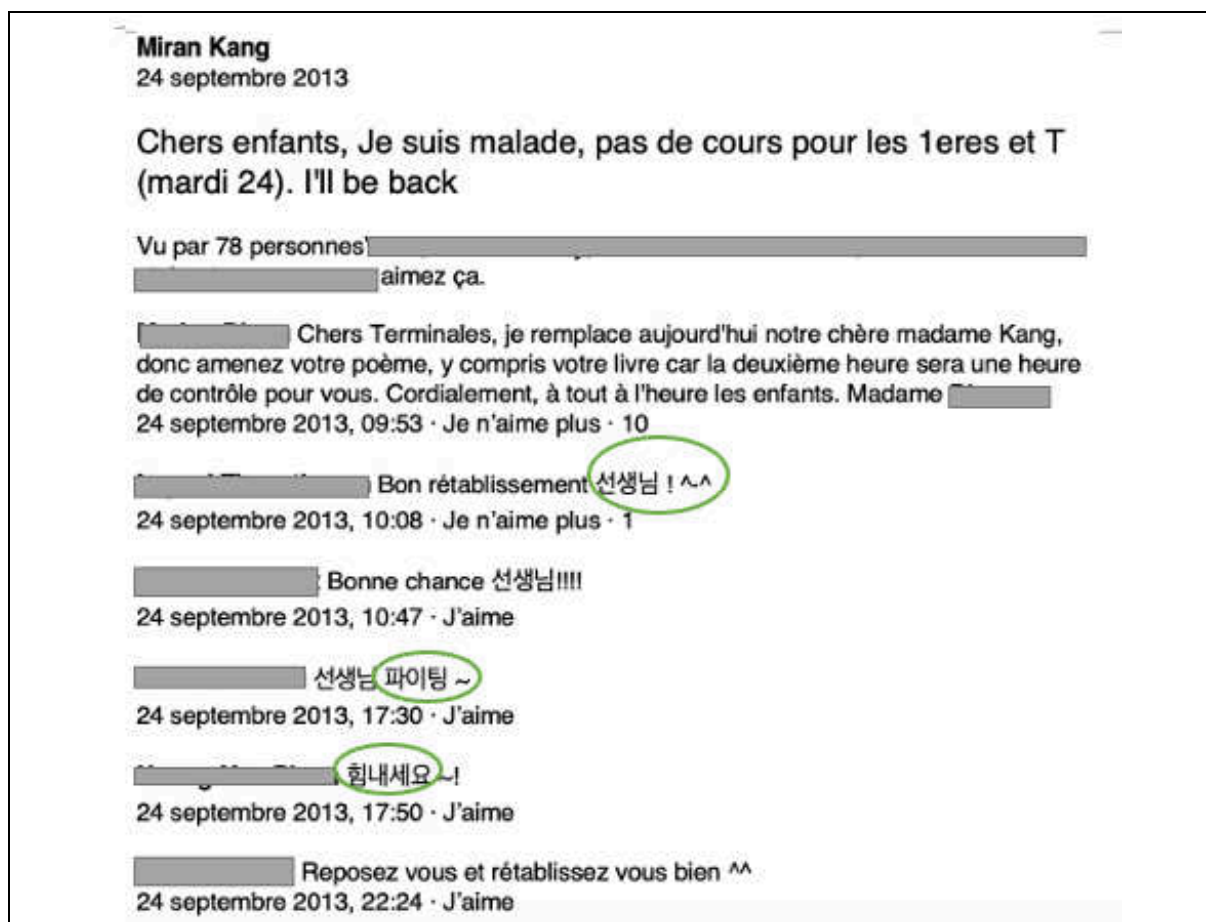 Miran Kang
24 septembre 2013
Chers enfants, Je suis malade, pas de cours pour les 1eres et T
(mardi 24). I'll be back
Vu par 78 personnes
aimez ça.
Chers Terminales, je remplace aujourd'hui notre chère madame Kang,
donc amenez votre poème, y compris votre livre car la deuxième heure sera une heure
de contrôle pour vous. Cordialement, à tout à l'heure les enfants. Madame
24 septembre 2013, 09:53 · Je n'aime plus · 10
Bon rétablissement 선생님 ! ^~^
24 septembre 2013, 10:08 · Je n'aime plus · 1
Bonne chance 선생님!!!!
24 septembre 2013, 10:47 · J'aime
선생님 파이팅 ~
24 septembre 2013, 17:30 · J'aime
힘내세요 ~!
24 septembre 2013, 17:50 · J'aime
Reposez vous et rétablissez vous bien ^^
24 septembre 2013, 22:24 · J'aime